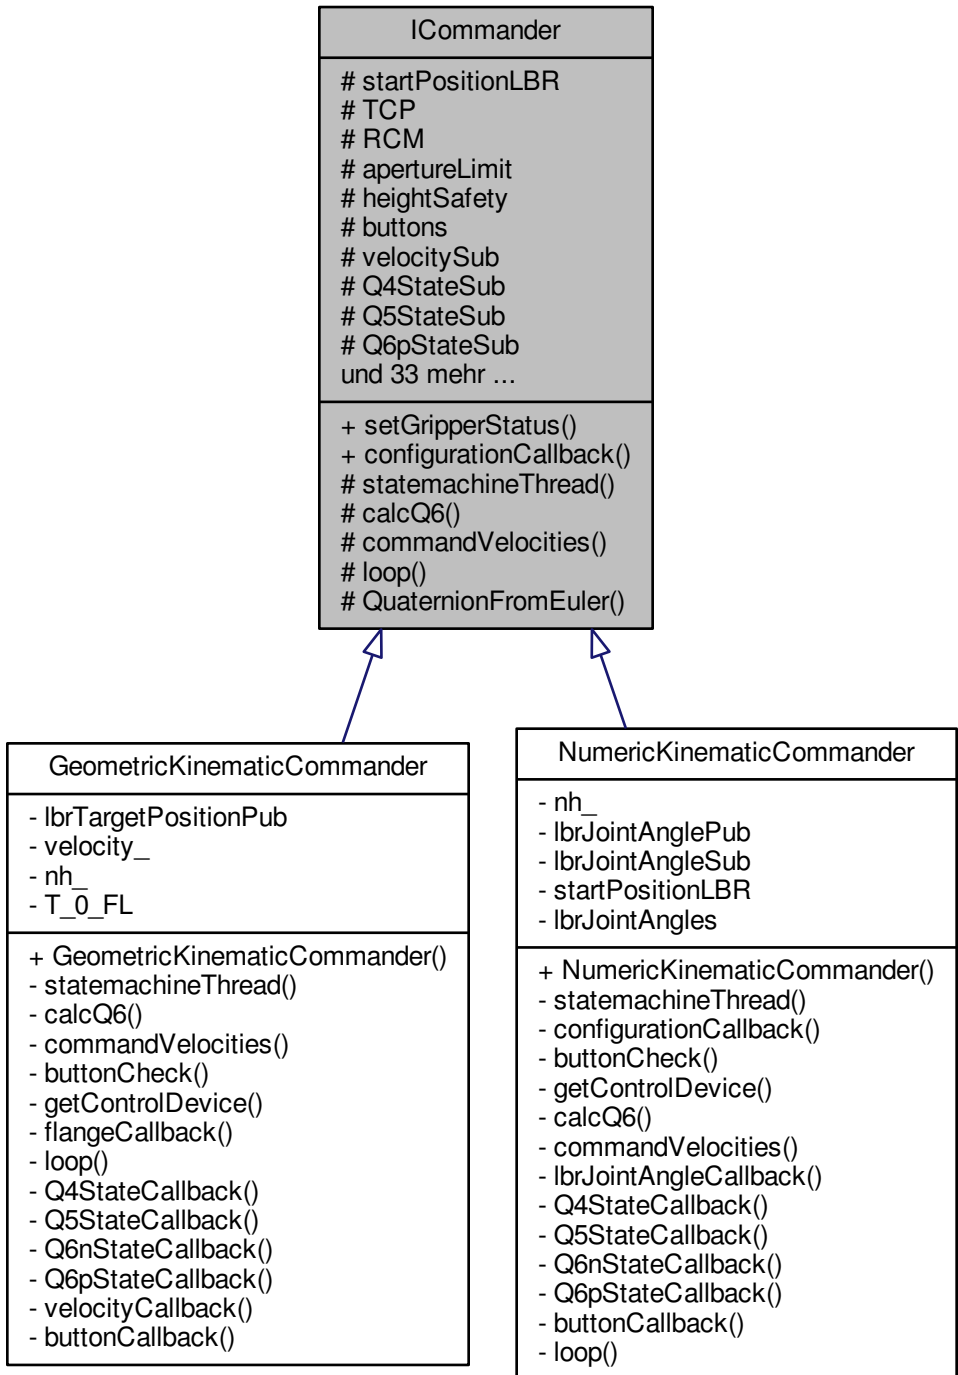 ICommander
# startPositionLBR
# TCP
# RCM
# apertureLimit
# heightSafety
# buttons
# velocitySub
# Q4StateSub
# Q5StateSub
# Q6pStateSub
und 33 mehr ...
+ setGripperStatus()
+ configurationCallback()
# statemachineThread()
# calcQ6()
# commandVelocities()
# loop()
# QuaternionFromEuler()
GeometricKinematicCommander
- lbrTargetPositionPub
- velocity_
- nh_
- T_0_FL
+ GeometricKinematicCommander()
- statemachineThread()
- calcQ6()
- commandVelocities()
- buttonCheck()
- getControlDevice()
- flangeCallback()
- loop()
- Q4StateCallback()
- Q5StateCallback()
- Q6nStateCallback()
- Q6pStateCallback()
- velocityCallback()
- buttonCallback()
NumericKinematicCommander
- nh_
- lbrJointAnglePub
- lbrJointAngleSub
- startPositionLBR
- lbrJointAngles
+ NumericKinematicCommander()
- statemachineThread()
- configurationCallback()
- buttonCheck()
- getControlDevice()
- calcQ6()
- commandVelocities()
- lbrJointAngleCallback()
- Q4StateCallback()
- Q5StateCallback()
- Q6nStateCallback()
- Q6pStateCallback()
- buttonCallback()
- loop()